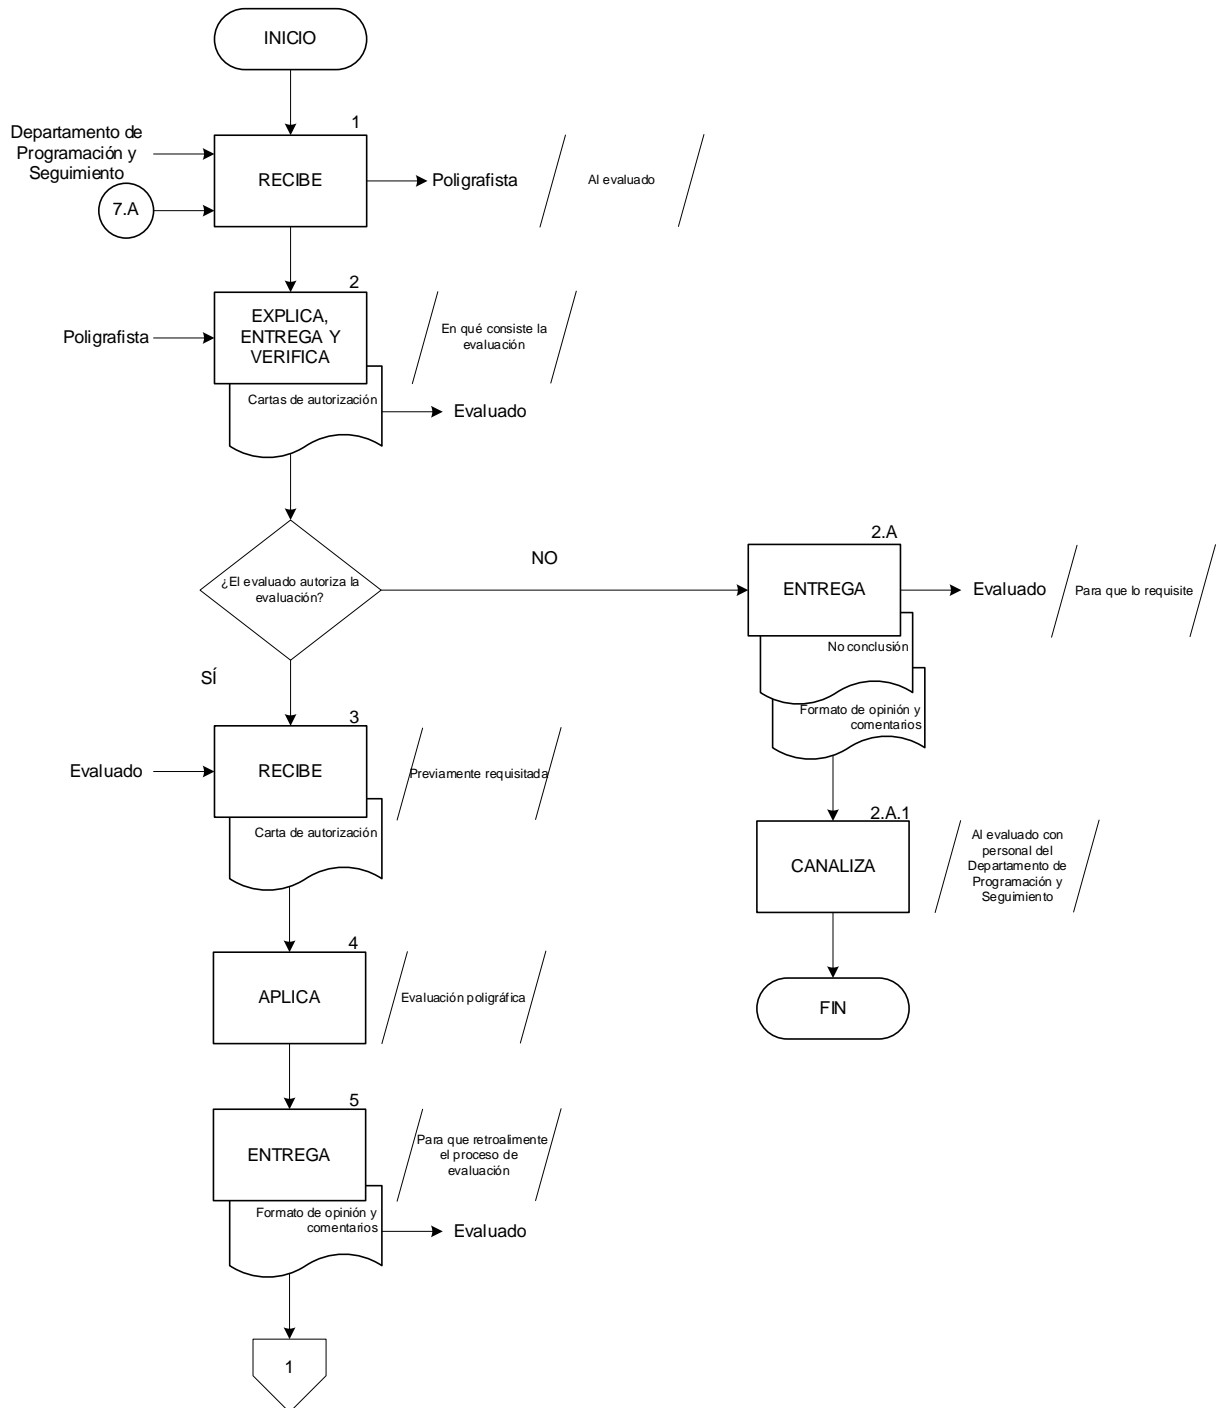 INICIO
1
Departamento de
Programación y
Seguimiento
7.A
RECIBE
Poligrafista
Al evaluado
2
Poligrafista
EXPLICA,
ENTREGA Y
VERIFICA
En qué consiste la
evaluación
Cartas de autorización
Evaluado
¿El evaluado autoriza la
evaluación?
NO
2.A
ENTREGA
Evaluado
Para que lo requisite
No conclusión
Formato de opinión y
comentarios
SÍ
3
Evaluado
RECIBE
Previamente requisitada
Carta de autorización
2.A.1
CANALIZA
Al evaluado con
personal del
Departamento de
Programación y
Seguimiento
4
APLICA
Evaluación poligráfica
FIN
5
ENTREGA
Para que retroalimente
el proceso de
evaluación
Formato de opinión y
comentarios
Evaluado
1